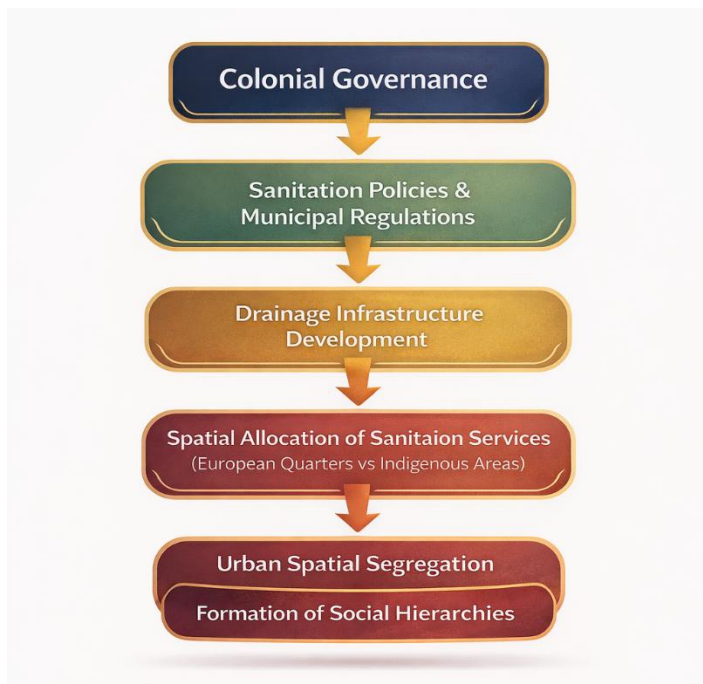 Colonial Governance
Sanitation Policies &
Municipal Regulations
Drainage Infrastructure
Development
Spatial Allocation of Sanitaion Services
(European Quarters vs Indigenous Areas)
Urban Spatial Segregation
Formation of Social Hierarchies